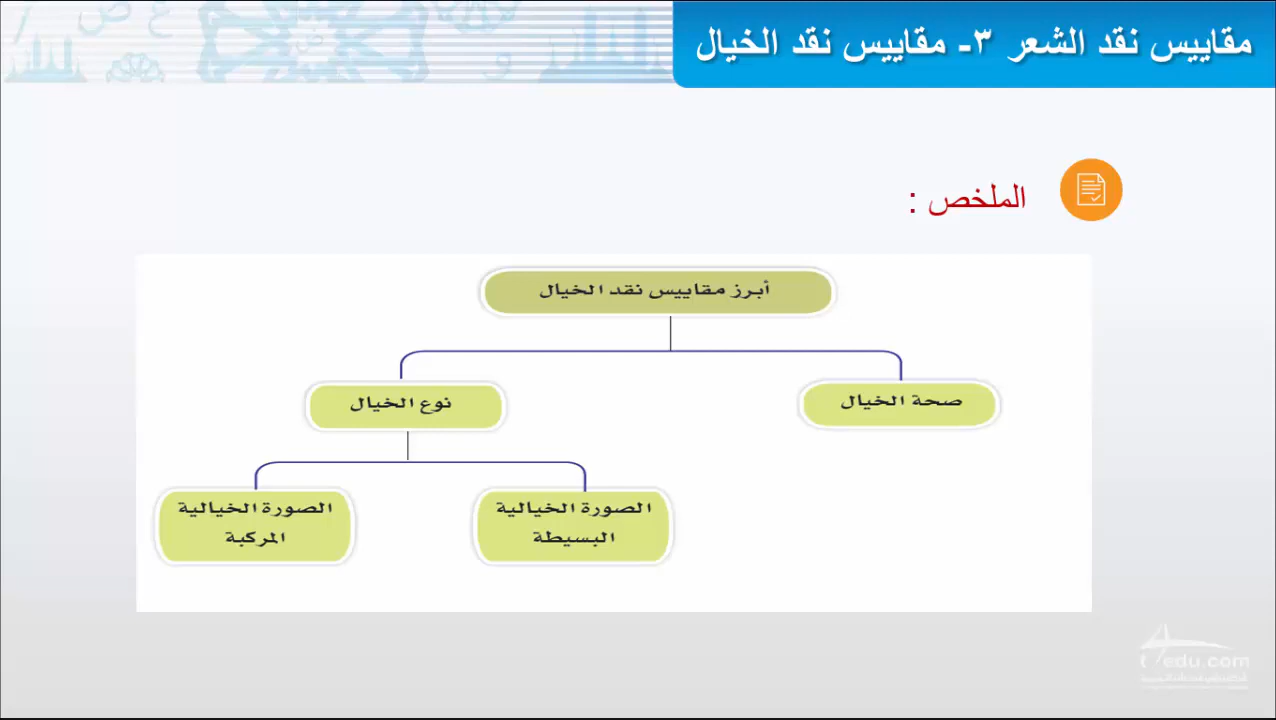 مقاييس نقد الشعر ٣- مقاييس نقد الخيال
الملخص :
أبرز مقاييس نقد الخيال
صحة الخيال
نوع الخيال
الصورة الخيالية
البسيطة
الصورة الخيالية
المركبة
edu.com